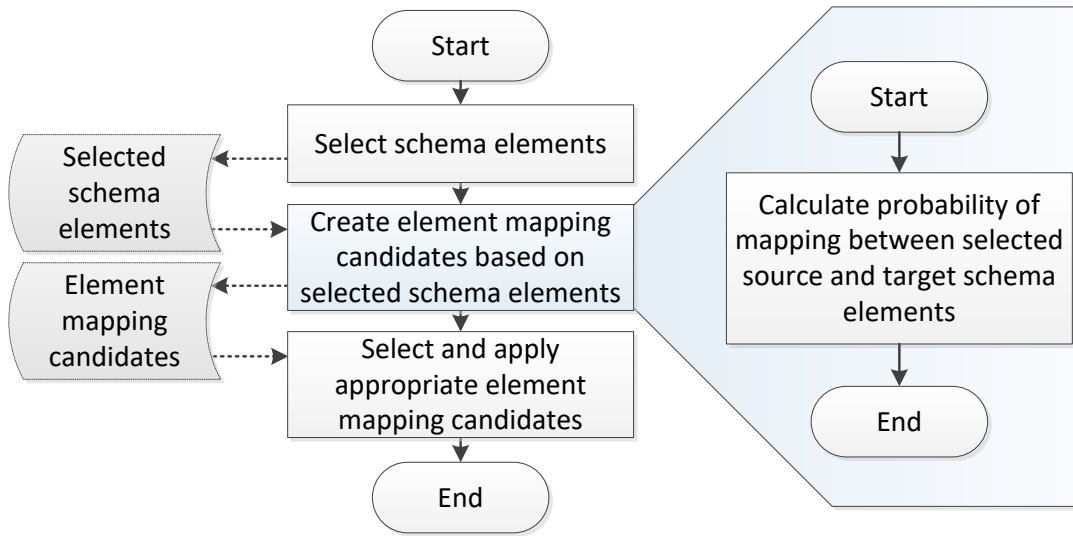 Start
Select schema elements
Selected
schema
elements
Create element mapping
candidates based on
selected schema elements
Element
mapping
candidates
Select and apply
appropriate element
mapping candidates
End
Start
Calculate probability of
mapping between selected
source and target schema
elements
End